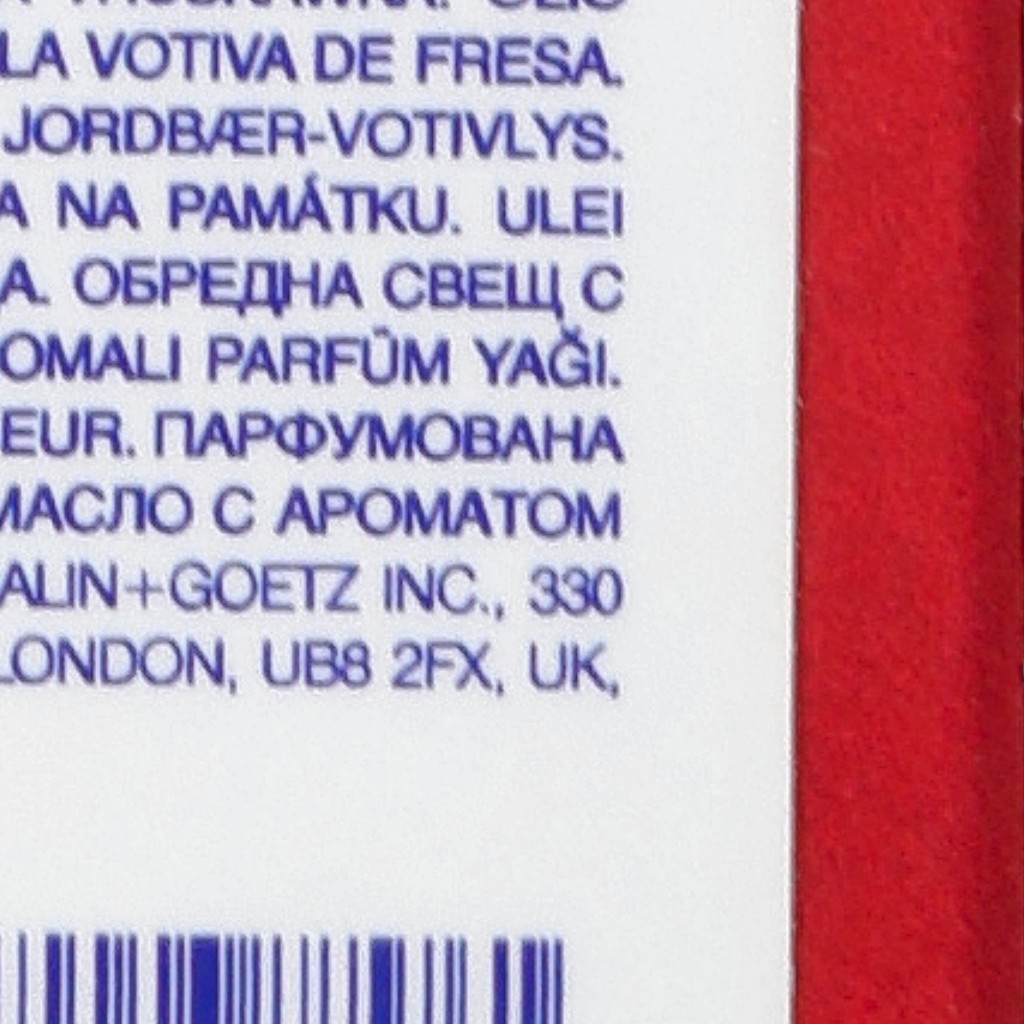 LA VOTIVA DE FRESA.
JORDBÆR-VOTIVLYS.
A NA PAMÁTKU. ULEI
A. ОБРЕДНА СВЕЩ С
OMALI PARFÜM YAĞI.
EUR. ПАРФУМОВАНА
МАСЛО С АРОМАТОМ
ALIN+GOETZ INC., 330
LONDON, UB8 2FX, UK,